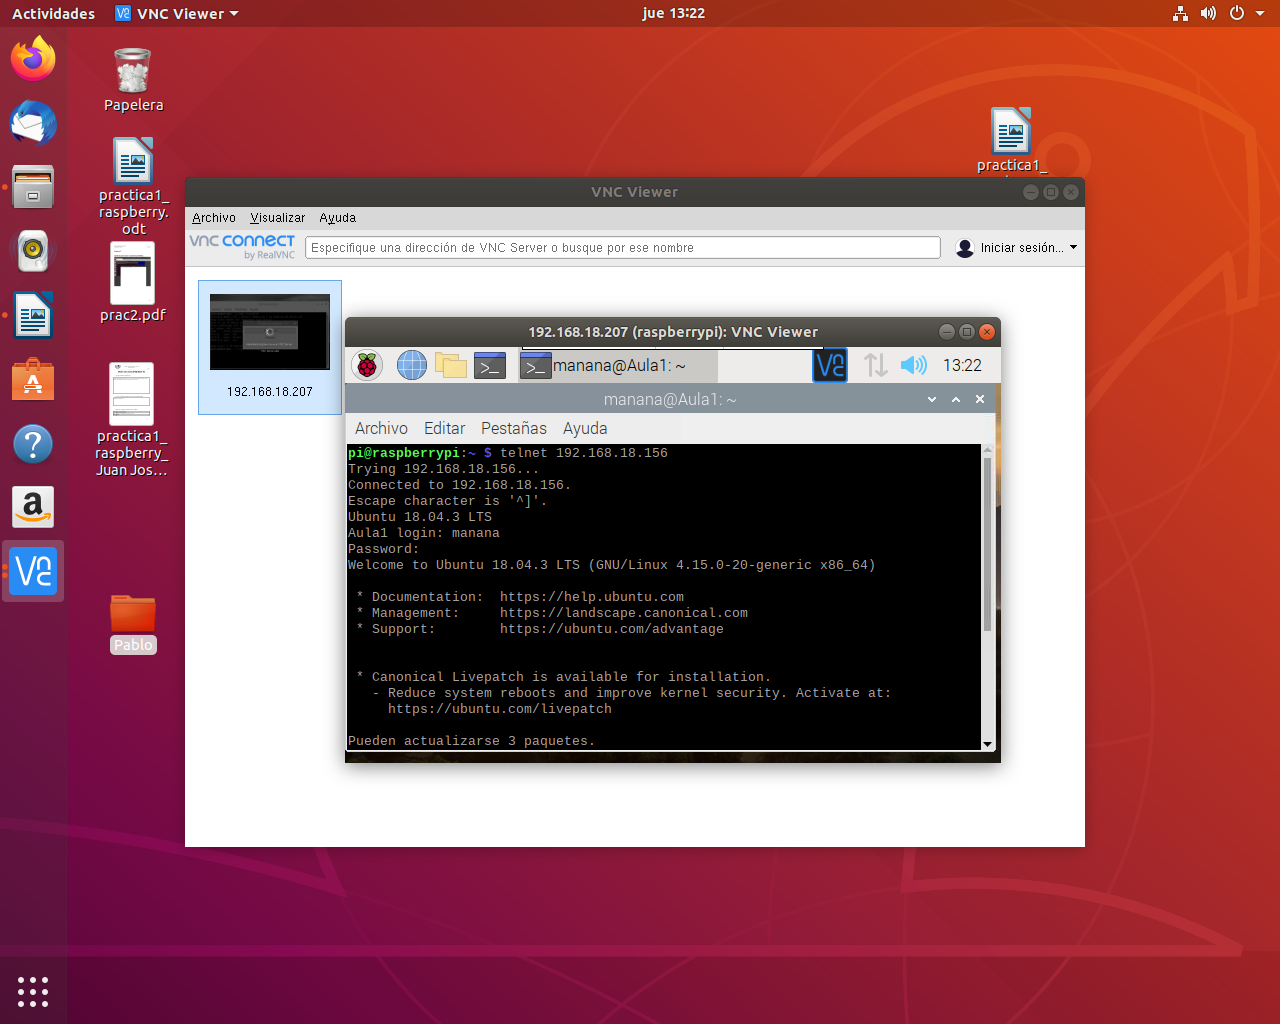 Actividades
VNC Viewer
jue 13:22
Papelera
practica1_
raspberry.
odt
prac2.pdf
practica1_
raspberry_
Juan Jos...
Pablo
practica1_
VNC Viewer
Archivo Visualizar Ayuda
vnc connect
by RealVNC
Especifique una dirección de VNC Server o busque por ese nombre
Iniciar sesión...
192.168.18.207
192.168.18.207 (raspberrypi): VNC Viewer
manana@Aula1: ~
13:22
manana@Aula1: ~
Archivo Editar Pestañas Ayuda
pi@raspberrypi:~ $ telnet 192.168.18.156
Trying 192.168.18.156...
Connected to 192.168.18.156.
Escape character is '^]'.
Ubuntu 18.04.3 LTS
Aula1 login: manana
Password:
Welcome to Ubuntu 18.04.3 LTS (GNU/Linux 4.15.0-20-generic x86_64)
* Documentation: https://help.ubuntu.com
* Management: https://landscape.canonical.com
* Support: https://ubuntu.com/advantage
* Canonical Livepatch is available for installation.
- Reduce system reboots and improve kernel security. Activate at:
https://ubuntu.com/livepatch
Pueden actualizarse 3 paquetes.